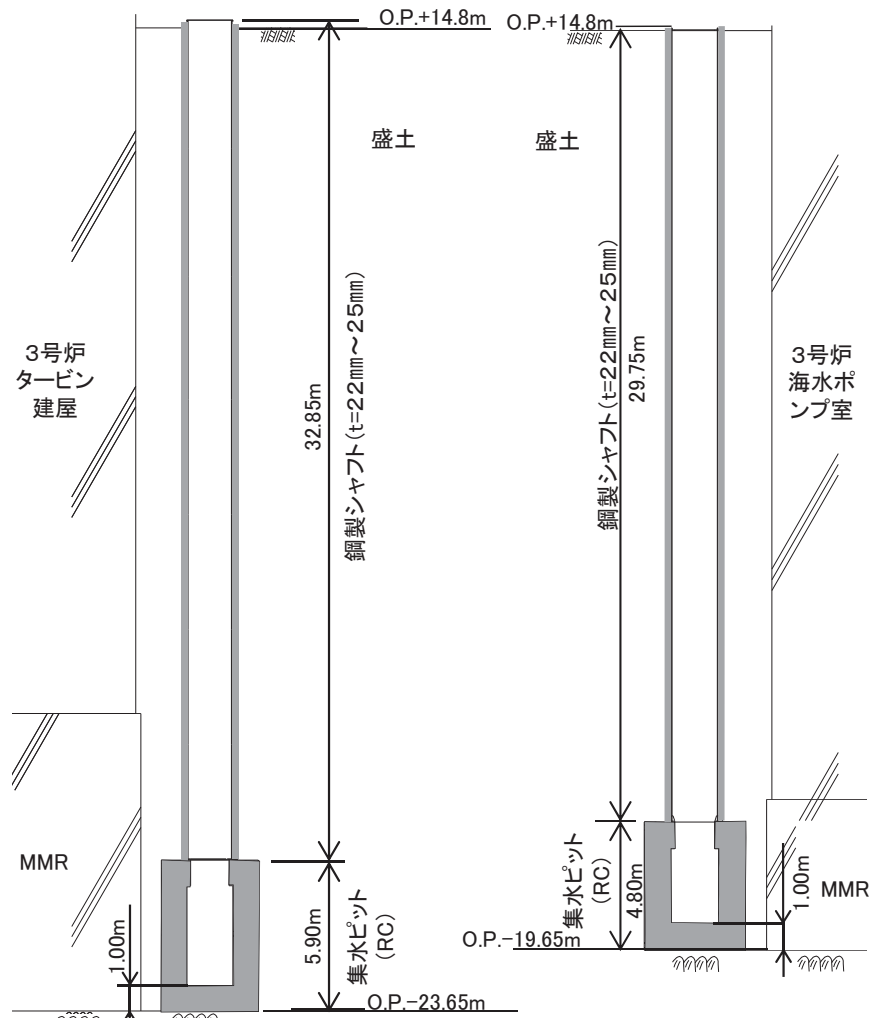 O.P.+14.8m
盛土
3号炉
タービン
建屋
32.85m
鋼製シャフト(t=22㎜～25㎜)
MMR
1.00m
5.90m
集水ピット
(RC)
O.P.-23.65m
O.P.+14.8m
盛土
鋼製シャフト(t=22㎜～25㎜)
29.75m
3号炉
海水ポ
ンプ室
集水ピット
(RC)
4.80m
1.00m
MMR
O.P.-19.65m